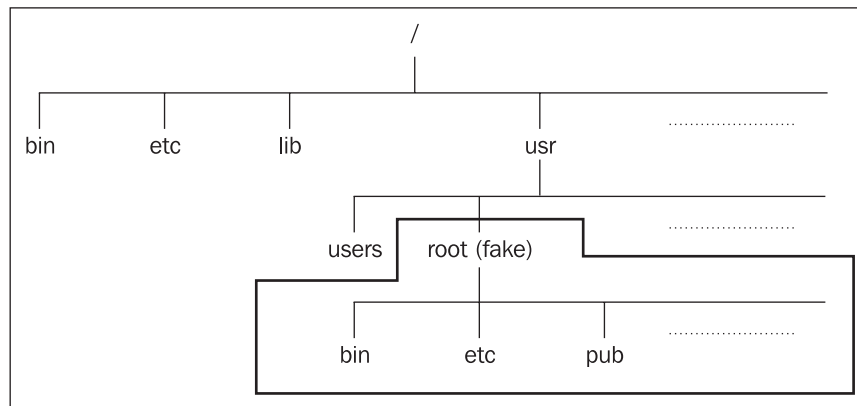 /
bin etc lib usr ........................
users root (fake) ........................
bin etc pub ........................